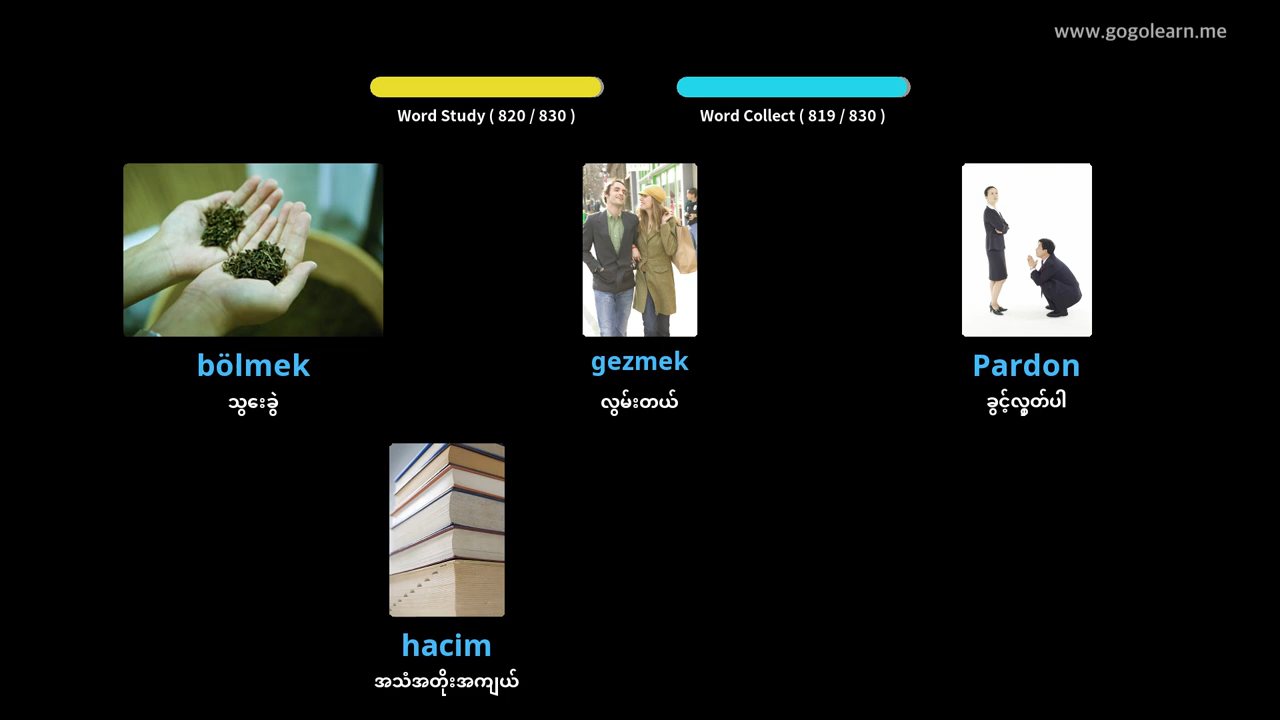 www.gogolearn.me
Word Study ( 820 / 830 )
Word Collect ( 819 / 830 )
bölmek
သွေးခွဲ
gezmek
လွမ်းတယ်
Pardon
ခွင့်လွှတ်ပါ
hacim
အသံအတိုးအကျယ်